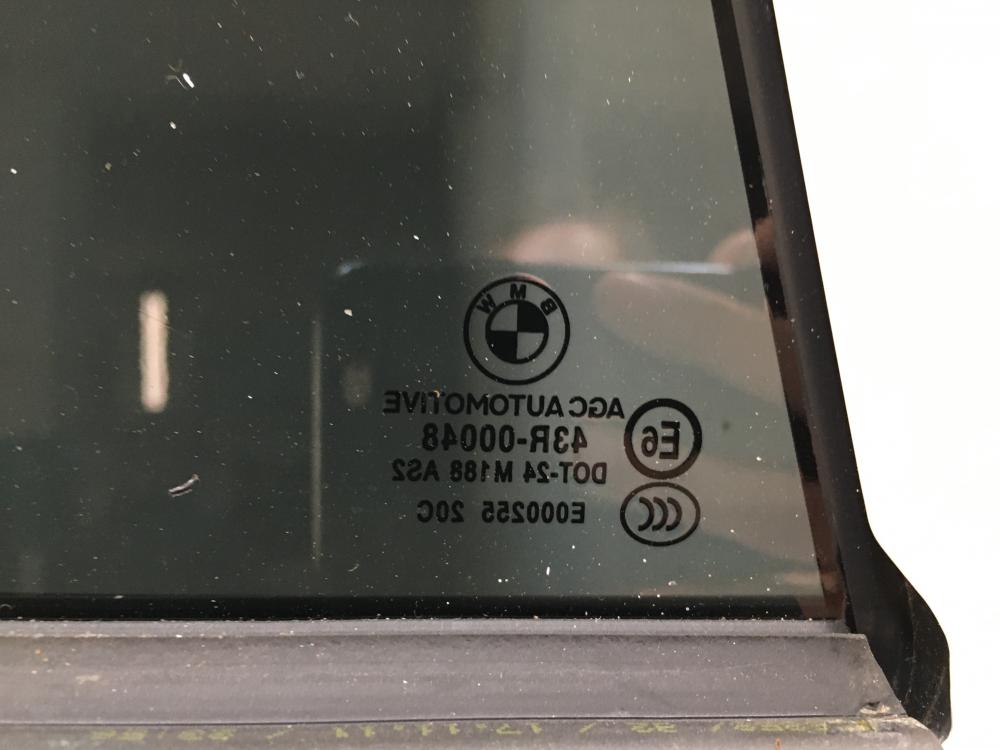 BMW
AGC AUTOMOTIVE
E6
43R-00048
DOT-24 M188 AS2
CCC
E000255 20C